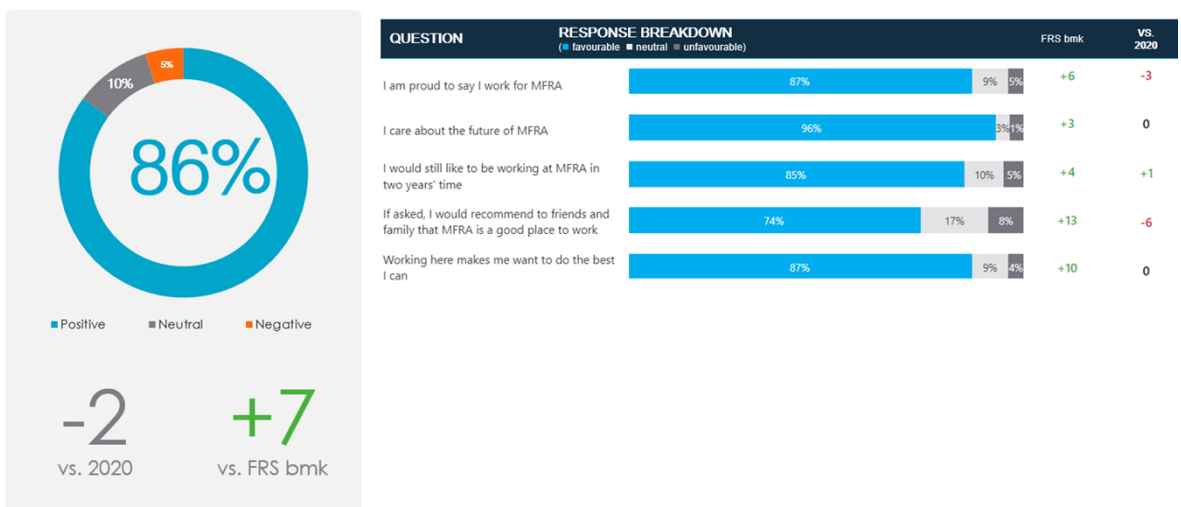 5%
10%
86%
Positive
Neutral
Negative
-2
vs. 2020
+7
vs. FRS bmk
QUESTION
RESPONSE BREAKDOWN
(■ favourable ■ neutral ■ unfavourable)
FRS bmk
VS.
2020
I am proud to say I work for MFRA
87%
9%
5%
+6
-3
I care about the future of MFRA
96%
3%
1%
+3
0
I would still like to be working at MFRA in
two years' time
85%
10%
5%
+4
+1
If asked, I would recommend to friends and
family that MFRA is a good place to work
74%
17%
8%
+13
-6
Working here makes me want to do the best
I can
87%
9%
4%
+10
0